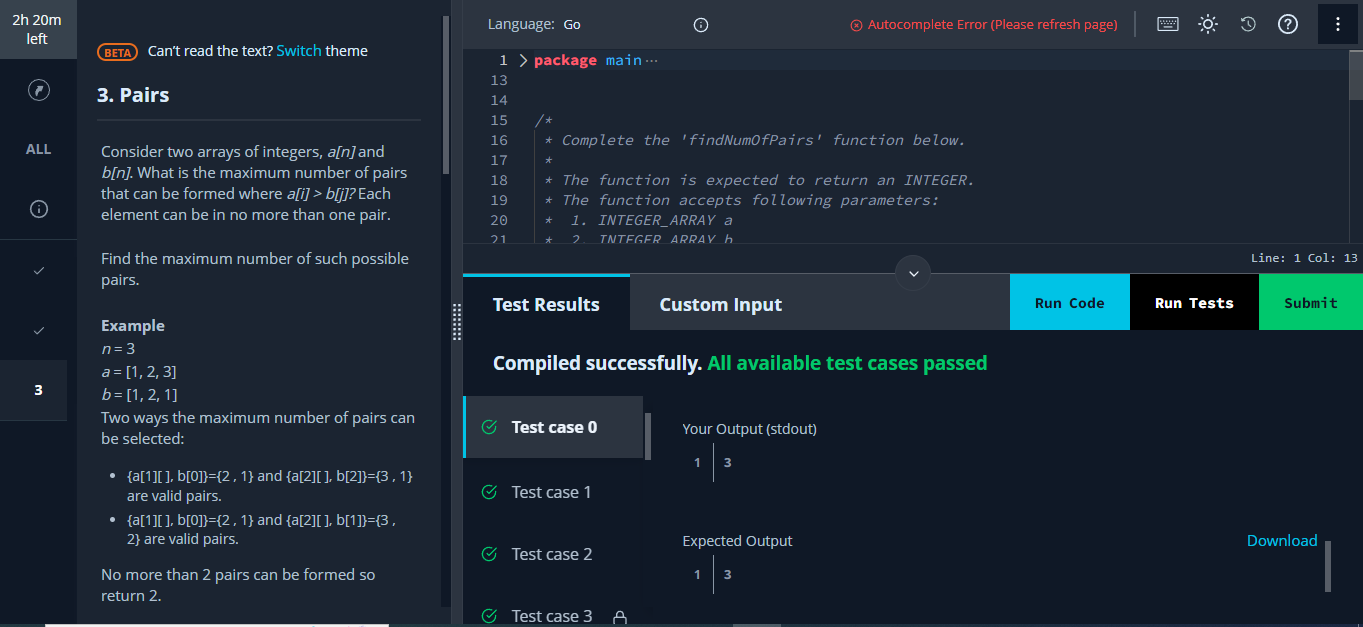 2h 20m
left
ALL
3
BETA Can't read the text? Switch theme
3. Pairs
Consider two arrays of integers, a[n] and
b[n]. What is the maximum number of pairs
that can be formed where a[i] > b[j]? Each
element can be in no more than one pair.
Find the maximum number of such possible
pairs.
Example
n = 3
a = [1, 2, 3]
b = [1, 2, 1]
Two ways the maximum number of pairs can
be selected:
• {a[1][ ], b[0]}={2 , 1} and {a[2][ ], b[2]}={3 , 1}
are valid pairs.
• {a[1][ ], b[0]}={2 , 1} and {a[2][ ], b[1]}={3 ,
2} are valid pairs.
No more than 2 pairs can be formed so
return 2.
Language: Go
Autocomplete Error (Please refresh page)
1 package main ...
13
14
15 /*
16 * Complete the 'findNumOfPairs' function below.
17 *
18 * The function is expected to return an INTEGER.
19 * The function accepts following parameters:
20 * 1. INTEGER_ARRAY a
21 * 2. INTEGER_ARRAY b
Line: 1 Col: 13
Test Results
Custom Input
Run Code
Run Tests
Submit
Compiled successfully. All available test cases passed
Test case 0
Test case 1
Test case 2
Test case 3
Your Output (stdout)
1 3
Expected Output
Download
1 3